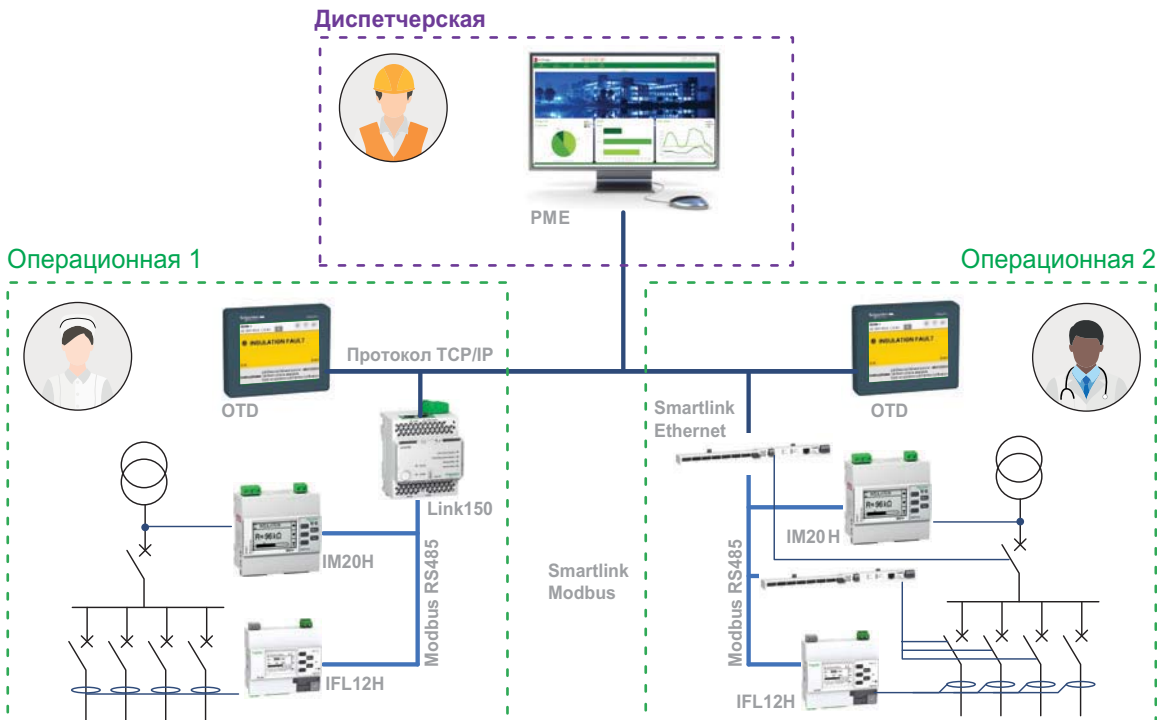 Диспетчерская
PME
Операционная 1
Операционная 2
INSULATION FAULT
INSULATION FAULT
Протокол TCP/IP
OTD
OTD
Smartlink
Ethernet
Link150
R=96kΩ
R=96kΩ
IM20H
IM20H
Smartlink
Modbus
Modbus RS485
Modbus RS485
IFL12H
IFL12H